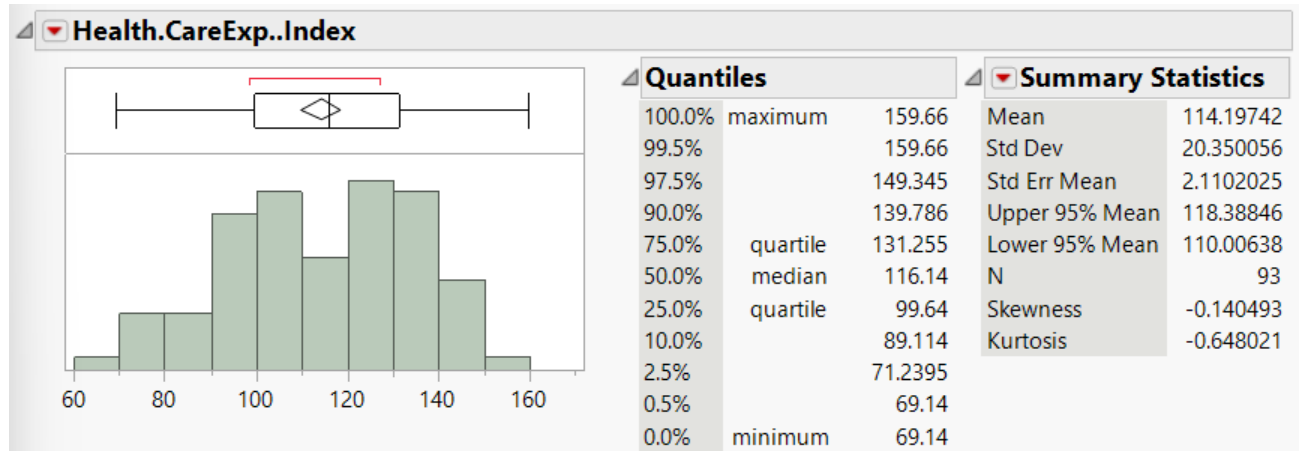 Health.CareExp..Index
60 80 100 120 140 160
Quantiles
100.0% maximum 159.66
99.5% 159.66
97.5% 149.345
90.0% 139.786
75.0% quartile 131.255
50.0% median 116.14
25.0% quartile 99.64
10.0% 89.114
2.5% 71.2395
0.5% 69.14
0.0% minimum 69.14
Summary Statistics
Mean 114.19742
Std Dev 20.350056
Std Err Mean 2.1102025
Upper 95% Mean 118.38846
Lower 95% Mean 110.00638
N 93
Skewness -0.140493
Kurtosis -0.648021